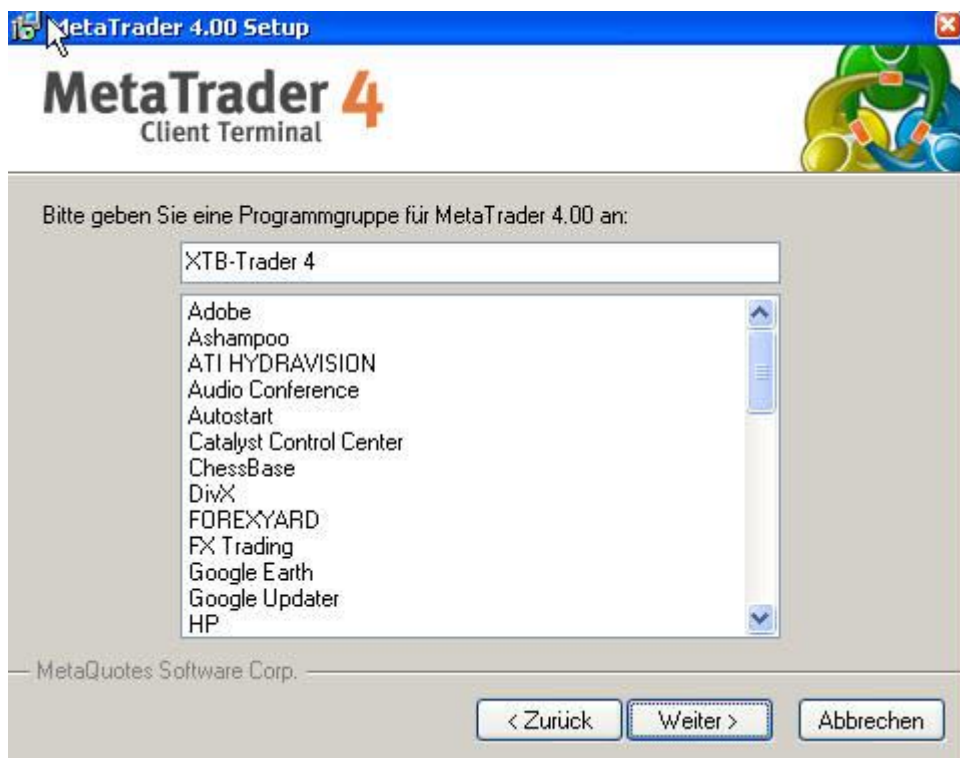 MetaTrader 4.00 Setup
MetaTrader 4
Client Terminal
Bitte geben Sie eine Programmgruppe für MetaTrader 4.00 an:
XTB-Trader 4
Adobe
Ashampoo
ATI HYDRAVISION
Audio Conference
Autostart
Catalyst Control Center
ChessBase
DivX
FOREXYARD
FX Trading
Google Earth
Google Updater
HP
MetaQuotes Software Corp.
< Zurück Weiter > Abbrechen